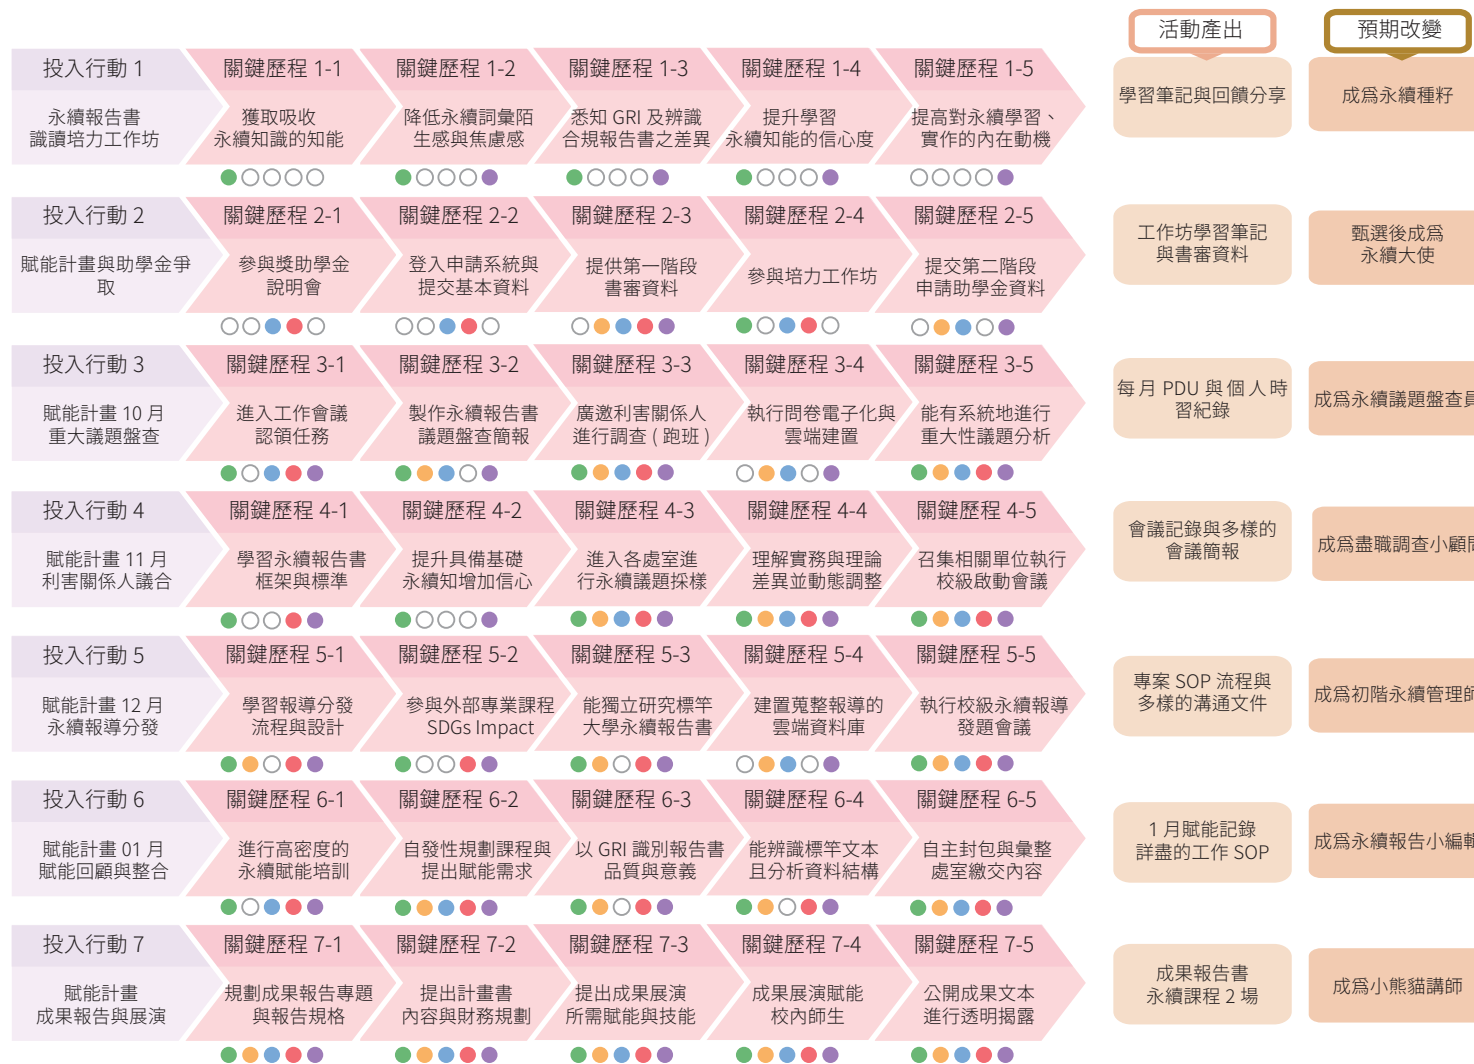 活動產出
預期改變
投入行動 1
關鍵歷程 1-1
關鍵歷程 1-2
關鍵歷程 1-3
關鍵歷程 1-4
關鍵歷程 1-5
永續報告書
識讀培力工作坊
獲取吸收
永續知識的知能
降低永續詞彙陌
生感與焦慮感
悉知 GRI 及辨識
合規報告書之差異
提升學習
永續知能的信心度
提高對永續學習、
實作的內在動機
學習筆記與回饋分享
成為永續種籽
投入行動 2
關鍵歷程 2-1
關鍵歷程 2-2
關鍵歷程 2-3
關鍵歷程 2-4
關鍵歷程 2-5
賦能計畫與助學金爭
取
參與獎助學金
說明會
登入申請系統與
提交基本資料
提供第一階段
書審資料
參與培力工作坊
提交第二階段
申請助學金資料
工作坊學習筆記
與書審資料
甄選後成為
永續大使
投入行動 3
關鍵歷程 3-1
關鍵歷程 3-2
關鍵歷程 3-3
關鍵歷程 3-4
關鍵歷程 3-5
賦能計畫 10 月
重大議題盤查
進入工作會議
認領任務
製作永續報告書
議題盤查簡報
廣邀利害關係人
進行調查 ( 跑班 )
執行問卷電子化與
雲端建置
能有系統地進行
重大性議題分析
每月 PDU 與個人時
習紀錄
成為永續議題盤查員
投入行動 4
關鍵歷程 4-1
關鍵歷程 4-2
關鍵歷程 4-3
關鍵歷程 4-4
關鍵歷程 4-5
賦能計畫 11 月
利害關係人議合
學習永續報告書
框架與標準
提升具備基礎
永續知增加信心
進入各處室進
行永續議題採樣
理解實務與理論
差異並動態調整
召集相關單位執行
校級啟動會議
會議記錄與多樣的
會議簡報
成為盡職調查小顧問
投入行動 5
關鍵歷程 5-1
關鍵歷程 5-2
關鍵歷程 5-3
關鍵歷程 5-4
關鍵歷程 5-5
賦能計畫 12 月
永續報導分發
學習報導分發
流程與設計
參與外部專業課程
SDGs Impact
能獨立研究標竿
大學永續報告書
建置蒐整報導的
雲端資料庫
執行校級永續報導
發題會議
專案 SOP 流程與
多樣的溝通文件
成為初階永續管理師
投入行動 6
關鍵歷程 6-1
關鍵歷程 6-2
關鍵歷程 6-3
關鍵歷程 6-4
關鍵歷程 6-5
賦能計畫 01 月
賦能回顧與整合
進行高密度的
永續賦能培訓
自發性規劃課程與
提出賦能需求
以 GRI 識別報告書
品質與意義
能辨識標竿文本
且分析資料結構
自主封包與彙整
處室繳交內容
1 月賦能記錄
詳盡的工作 SOP
成為永續報告小編輯
投入行動 7
關鍵歷程 7-1
關鍵歷程 7-2
關鍵歷程 7-3
關鍵歷程 7-4
關鍵歷程 7-5
賦能計畫
成果報告與展演
規劃成果報告專題
與報告規格
提出計畫書
內容與財務規劃
提出成果展演
所需賦能與技能
成果展演賦能
校內師生
公開成果文本
進行透明揭露
成果報告書
永續課程 2 場
成為小熊貓講師